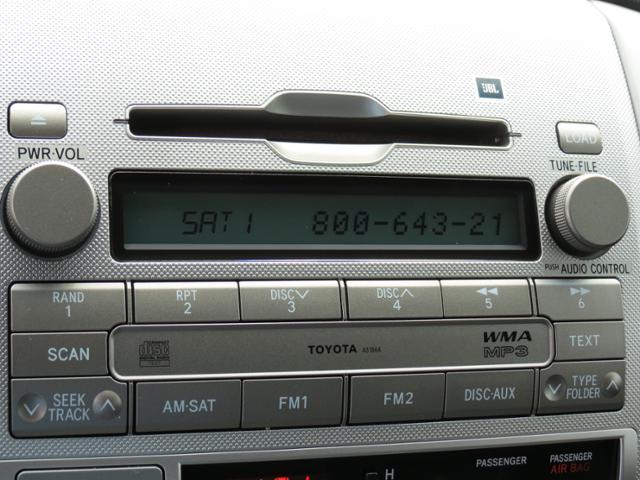 JBL
LOAD
PWR·VOL
TUNE·FILE
SAT1 800-643-21
PUSH AUDIO CONTROL
RAND 1
RPT 2
DISC 3
DISC 4
5
6
SCAN
TOYOTA
WMA
MP3
TEXT
SEEK TRACK
AM·SAT
FM1
FM2
DISC·AUX
TYPE FOLDER
H
PASSENGER
PASSENGER
AIR BAG